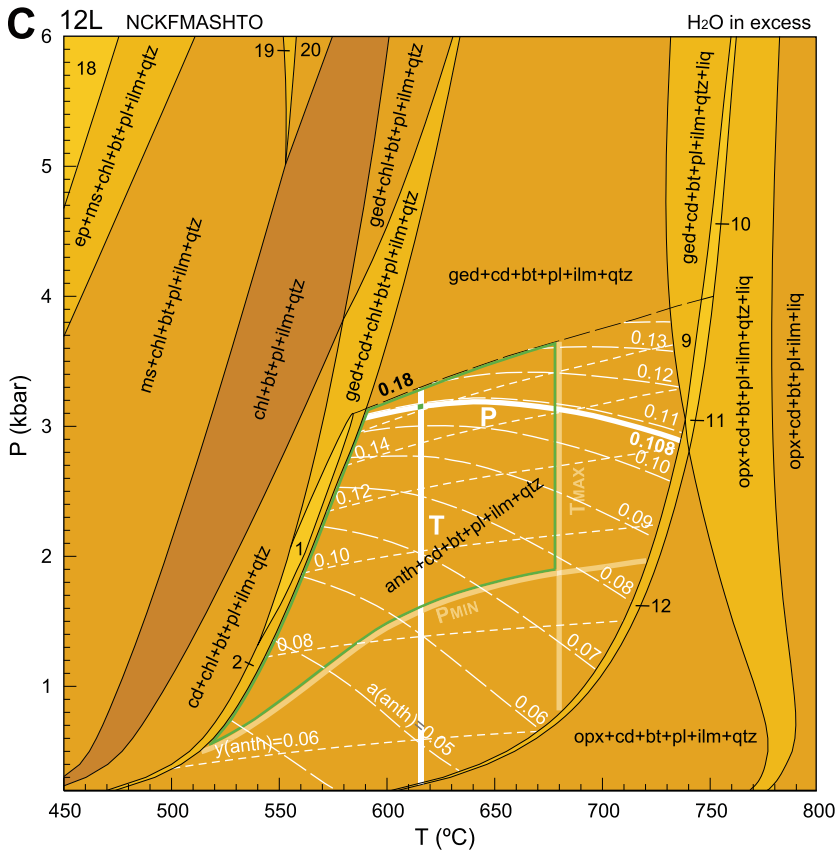 C 12L NCKFMASHTO H2O in excess
6
5
4
3
2
1
P (kbar)
18
19 20
ep+ms+chl+bt+pl+ilm+qtz
ms+chl+bt+pl+ilm+qtz
chl+bt+pl+ilm+qtz
ged+chl+bt+pl+ilm+qtz
ged+cd+chl+bt+pl+ilm+qtz
ged+cd+bt+pl+ilm+qtz
ged+cd+bt+pl+ilm+qtz+liq
10
opx+cd+bt+pl+ilm+qtz+liq
opx+cd+bt+pl+ilm+liq
9
0.13
0.12
0.18
0.11
11
P
0.108
0.10
0.14
0.12
TMAX
0.09
T
anth+cd+bt+pl+ilm+qtz
1
0.10
0.08
PMIN
12
cd+chl+bt+pl+ilm+qtz
2
0.08
0.07
a(anth)=0.05
0.06
y(anth)=0.06
opx+cd+bt+pl+ilm+qtz
450 500 550 600 650 700 750 800
T (ºC)